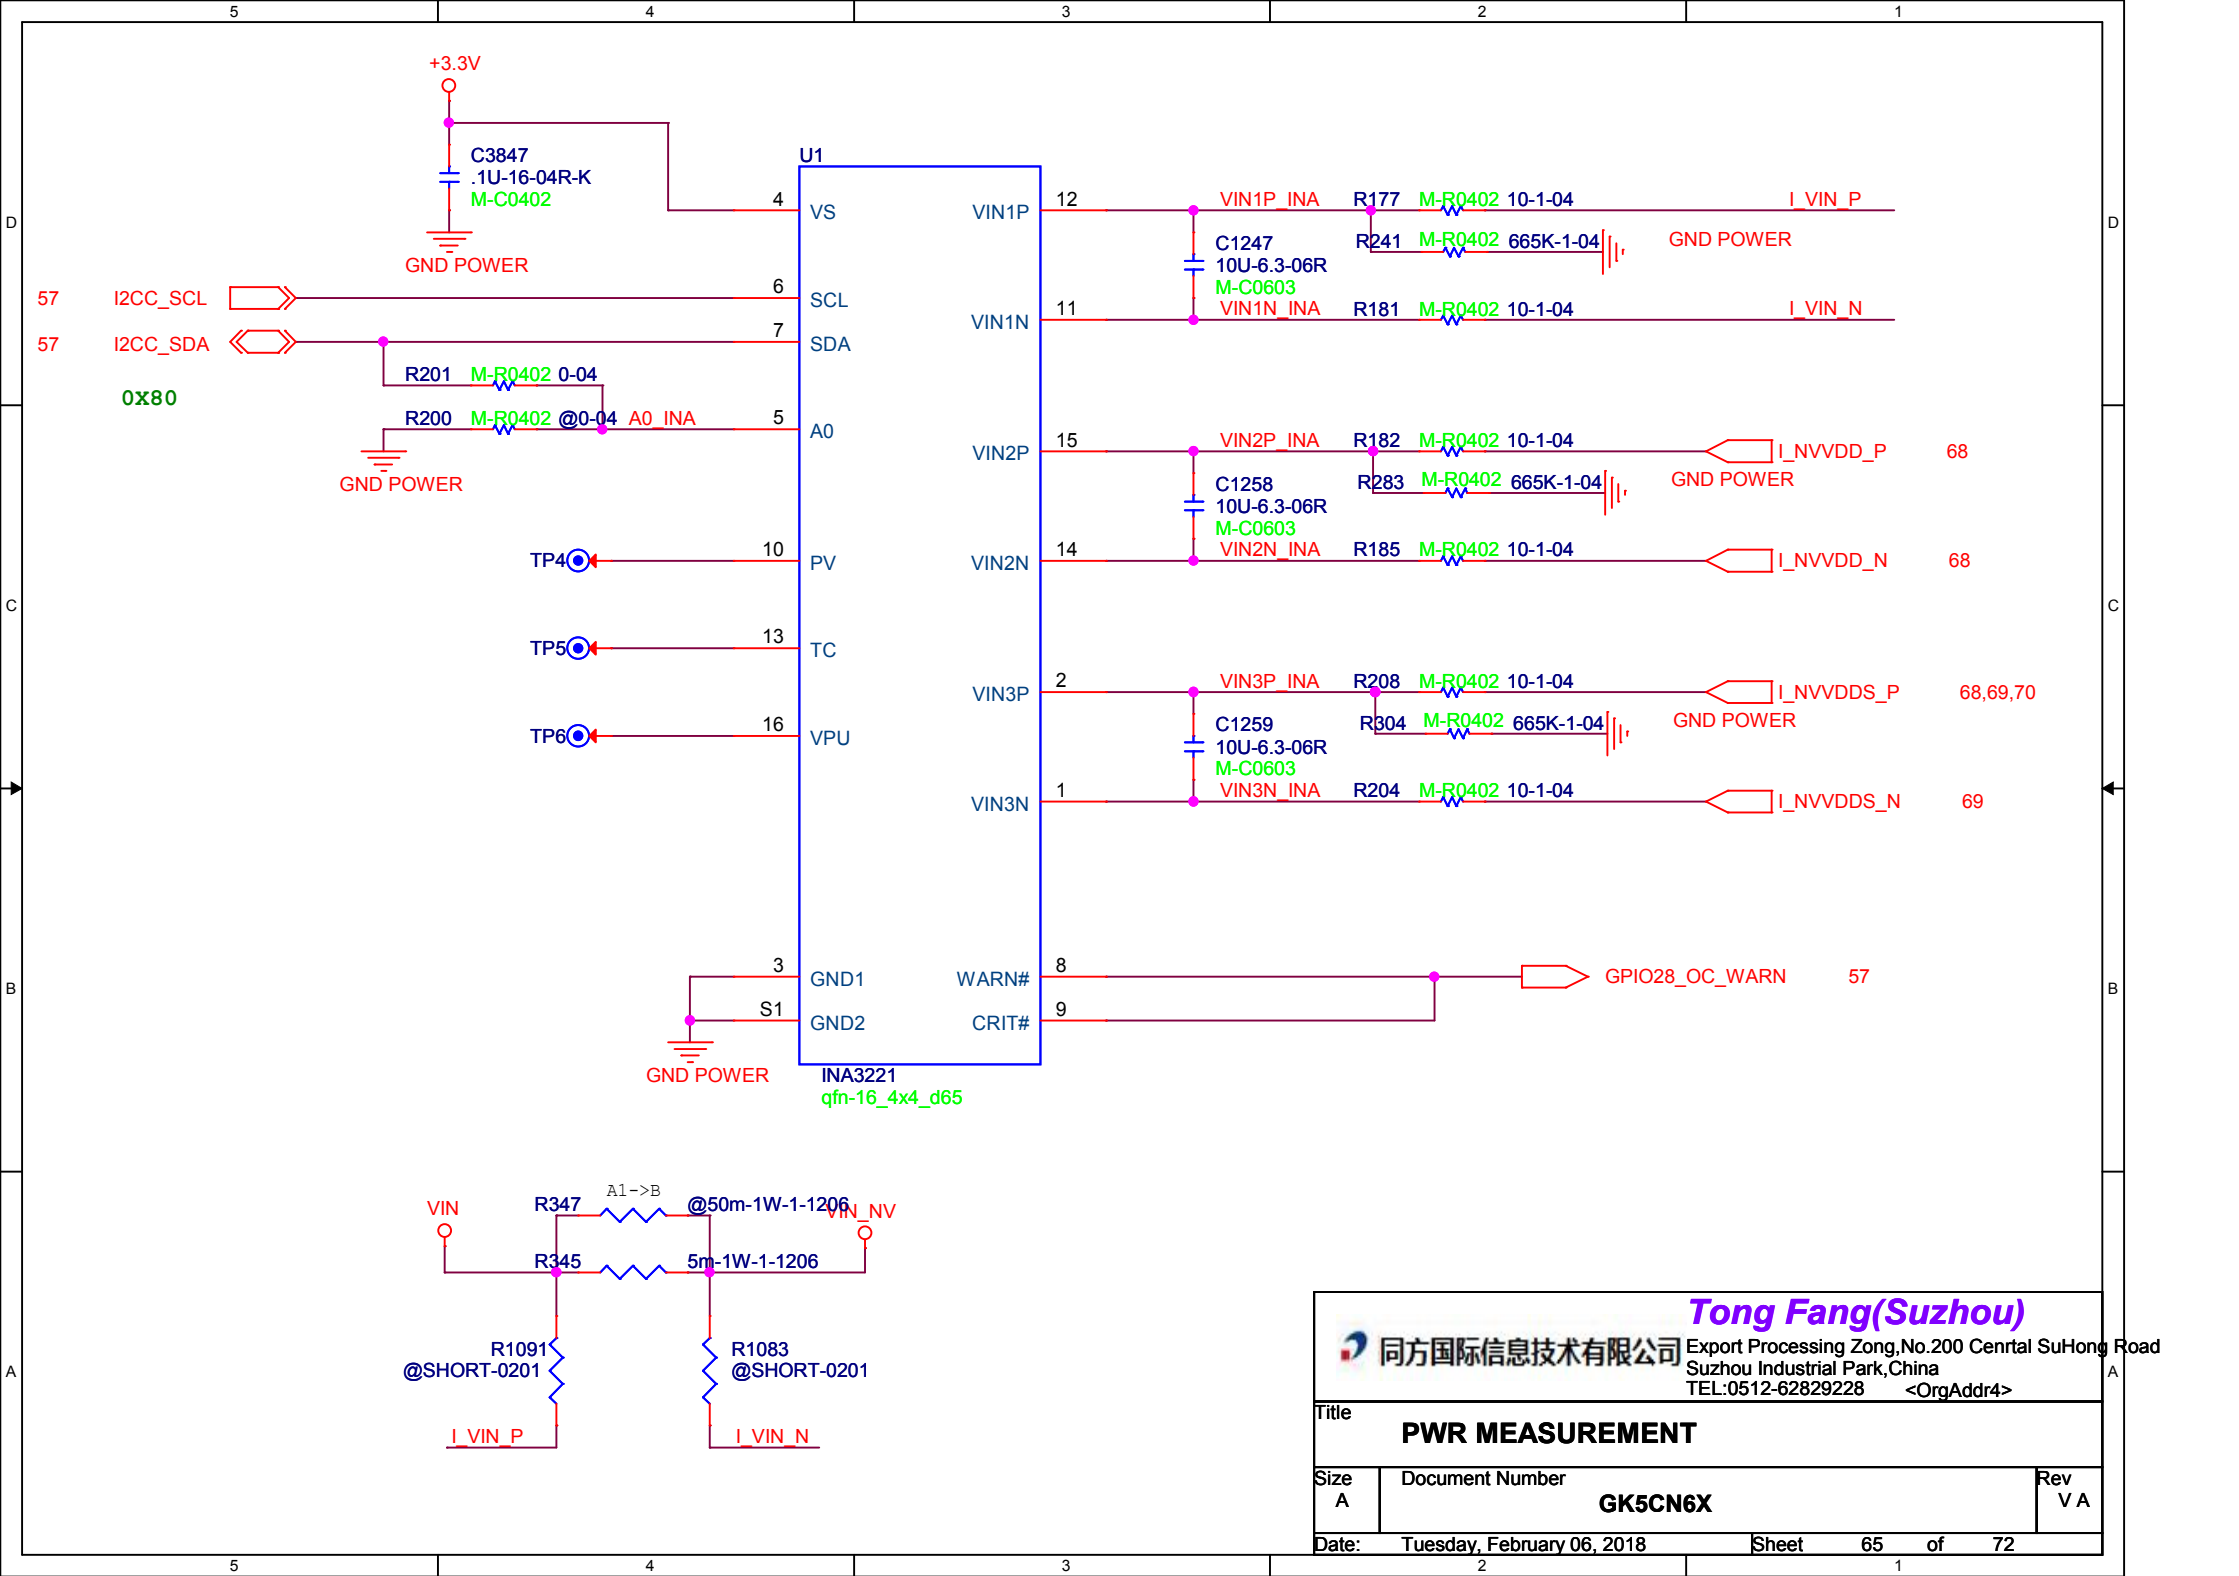 5 4 3 2 1
+3.3V
C3847
.1U-16-04R-K
M-C0402
GND POWER
57 I2CC_SCL
57 I2CC_SDA
0X80
R201 M-R0402 0-04
R200 M-R0402 @0-04 A0_INA
GND POWER
TP4
TP5
TP6
U1
4 VS
6 SCL
7 SDA
5 A0
10 PV
13 TC
16 VPU
3 GND1
S1 GND2
GND POWER
VIN1P 12
VIN1N 11
VIN2P 15
VIN2N 14
VIN3P 2
VIN3N 1
WARN# 8
CRIT# 9
INA3221
qfn-16_4x4_d65
VIN1P_INA R177 M-R0402 10-1-04 I_VIN_P
R241 M-R0402 665K-1-04 GND POWER
C1247
10U-6.3-06R
M-C0603
VIN1N_INA R181 M-R0402 10-1-04 I_VIN_N
VIN2P_INA R182 M-R0402 10-1-04 I_NVVDD_P 68
R283 M-R0402 665K-1-04 GND POWER
C1258
10U-6.3-06R
M-C0603
VIN2N_INA R185 M-R0402 10-1-04 I_NVVDD_N 68
VIN3P_INA R208 M-R0402 10-1-04 I_NVVDDS_P 68,69,70
R304 M-R0402 665K-1-04 GND POWER
C1259
10U-6.3-06R
M-C0603
VIN3N_INA R204 M-R0402 10-1-04 I_NVVDDS_N 69
GPIO28_OC_WARN 57
A1->B
VIN R347 @50m-1W-1-1206 VIN_NV
R345 5m-1W-1-1206
R1091
@SHORT-0201
R1083
@SHORT-0201
I_VIN_P I_VIN_N
D D
C C
B B
A A
Tong Fang(Suzhou)
同方国际信息技术有限公司
Export Processing Zong,No.200 Cenrtal SuHong Road
Suzhou Industrial Park,China
TEL:0512-62829228 <OrgAddr4>
Title
PWR MEASUREMENT
Size Document Number Rev
A GK5CN6X V A
Date: Tuesday, February 06, 2018 Sheet 65 of 72
5 4 3 2 1